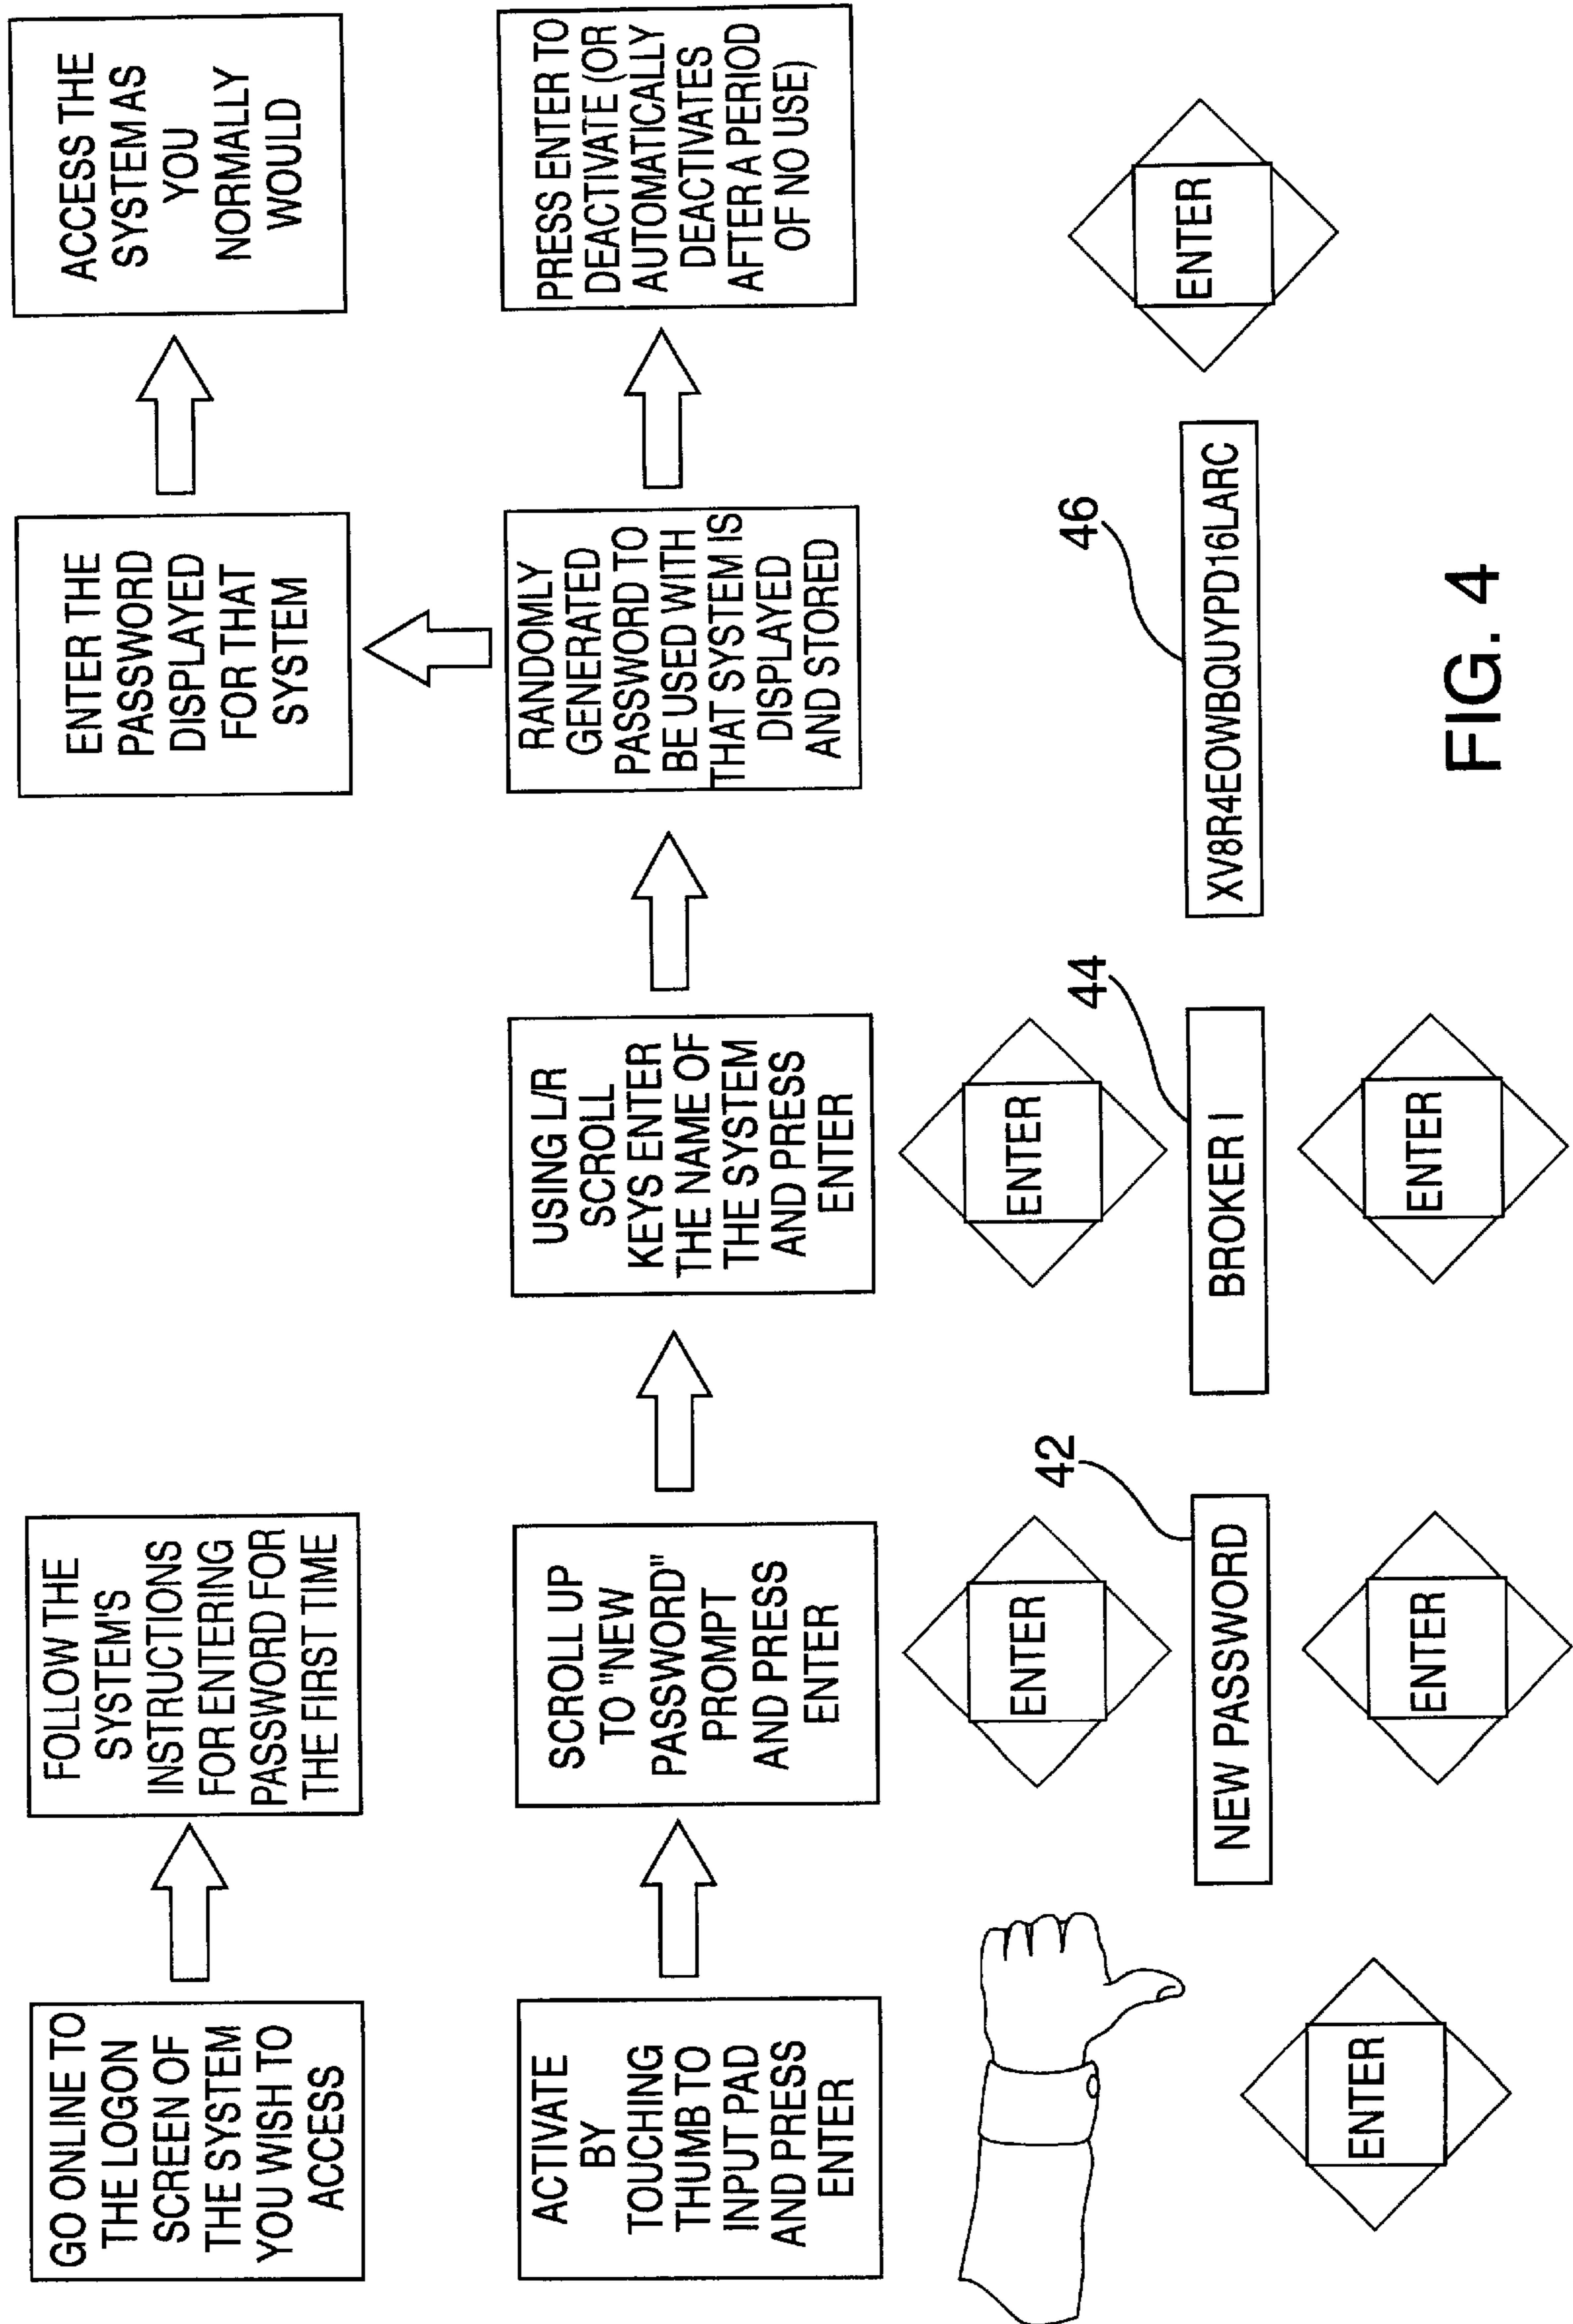 GO ONLINE TO
THE LOGON
SCREEN OF
THE SYSTEM
YOU WISH TO
ACCESS
FOLLOW THE
SYSTEM'S
INSTRUCTIONS
FOR ENTERING
PASSWORD FOR
THE FIRST TIME
ENTER THE
PASSWORD
DISPLAYED
FOR THAT
SYSTEM
ACCESS THE
SYSTEM AS
YOU
NORMALLY
WOULD
ACTIVATE
BY
TOUCHING
THUMB TO
INPUT PAD
AND PRESS
ENTER
SCROLL UP
TO "NEW
PASSWORD"
PROMPT
AND PRESS
ENTER
USING L/R
SCROLL
KEYS ENTER
THE NAME OF
THE SYSTEM
AND PRESS
ENTER
RANDOMLY
GENERATED
PASSWORD TO
BE USED WITH
THAT SYSTEM IS
DISPLAYED
AND STORED
PRESS ENTER TO
DEACTIVATE (OR
AUTOMATICALLY
DEACTIVATES
AFTER A PERIOD
OF NO USE)
ENTER
ENTER
42
NEW PASSWORD
ENTER
ENTER
44
BROKER I
ENTER
46
XV8R4EOWBQUYPD16LARC
ENTER
FIG. 4